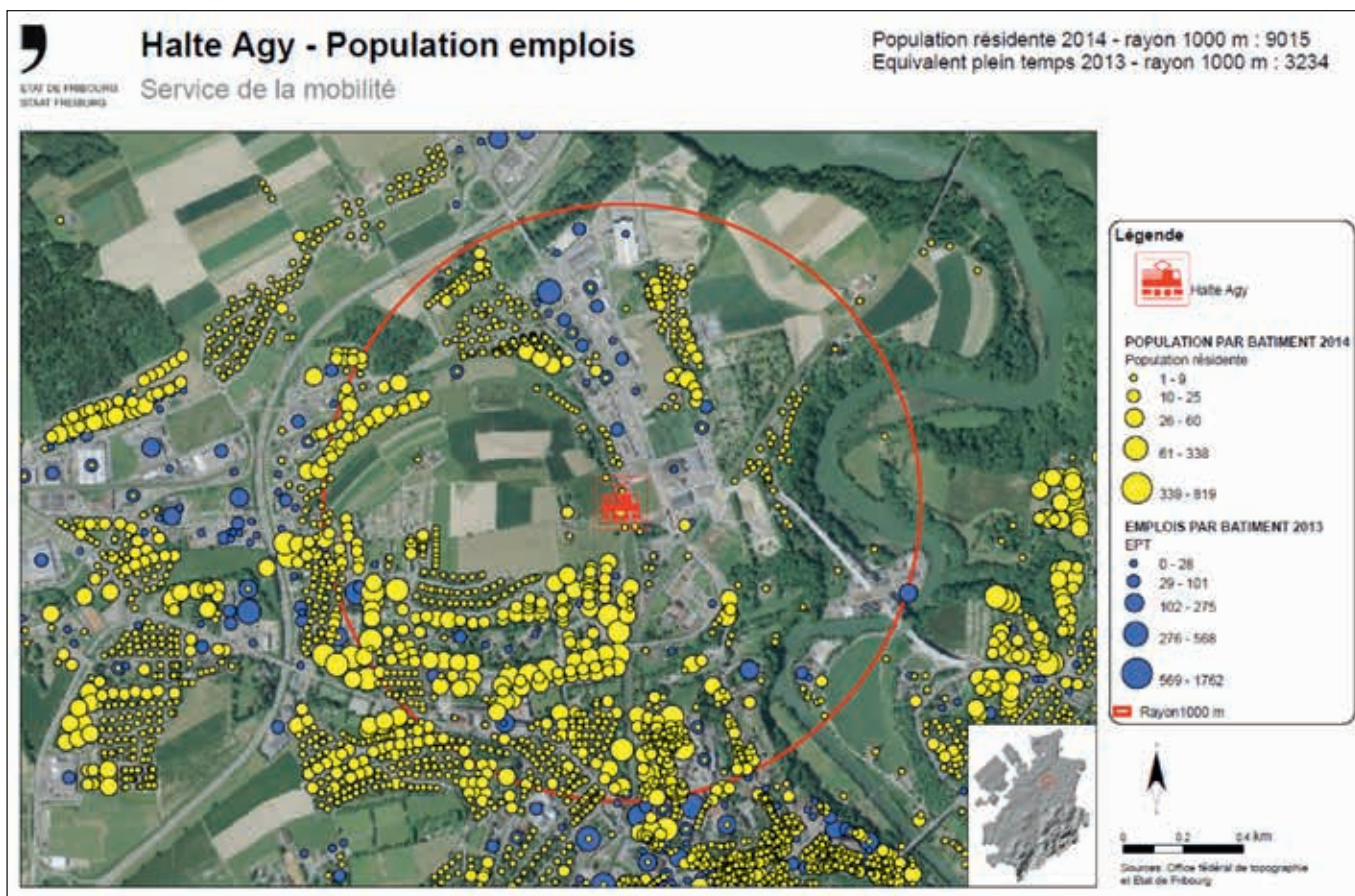 Halte Agy - Population emplois
Service de la mobilité
ETAT DE FRIBOURG
STAAT FREIBURG
Population résidente 2014 - rayon 1000 m : 9015
Equivalent plein temps 2013 - rayon 1000 m : 3234
Légende
Halte Agy
POPULATION PAR BATIMENT 2014
Population résidente
1 - 9
10 - 25
26 - 60
61 - 338
339 - 819
EMPLOIS PAR BATIMENT 2013
EPT
0 - 28
29 - 101
102 - 275
276 - 568
569 - 1762
Rayon1000 m
0 0.2 0.4 km
Sources: Office fédéral de topographie
et Etat de Fribourg